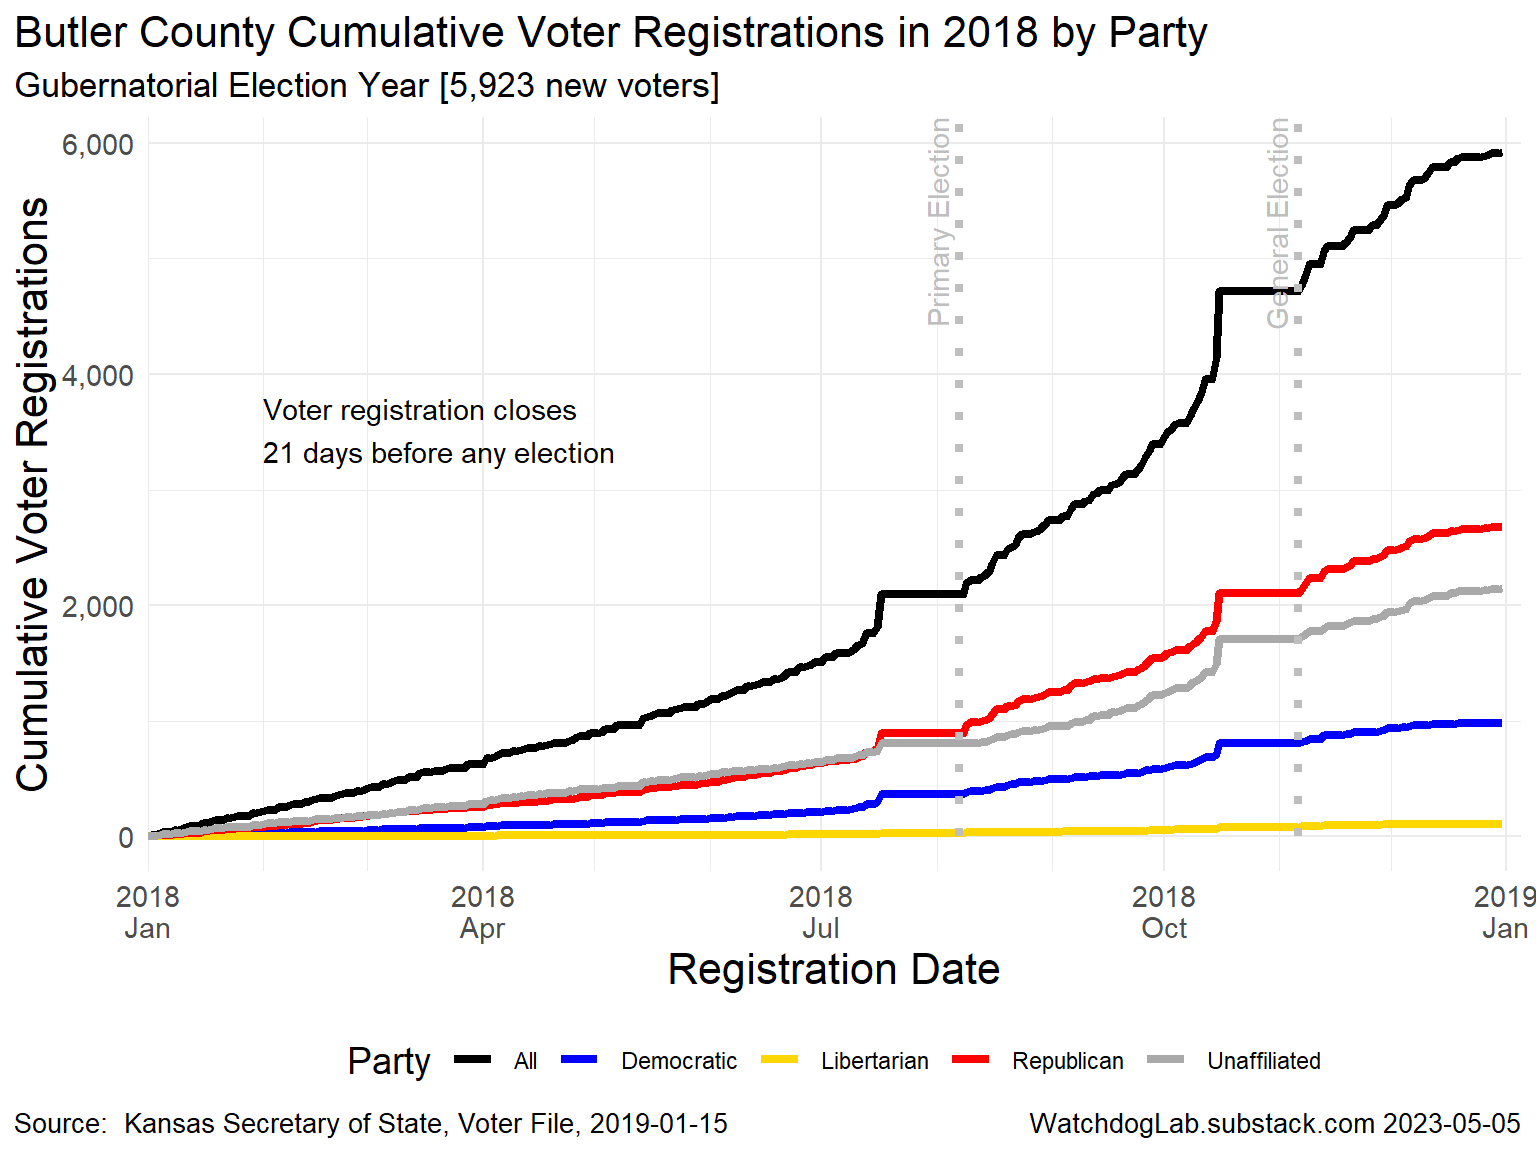 Butler County Cumulative Voter Registrations in 2018 by Party
Gubernatorial Election Year [5,923 new voters]
Cumulative Voter Registrations
6,000
4,000
2,000
0
Primary Election
General Election
Voter registration closes
21 days before any election
2018
Jan
2018
Apr
2018
Jul
2018
Oct
2019
Jan
Registration Date
Party All Democratic Libertarian Republican Unaffiliated
Source:  Kansas Secretary of State, Voter File, 2019-01-15
WatchdogLab.substack.com 2023-05-05